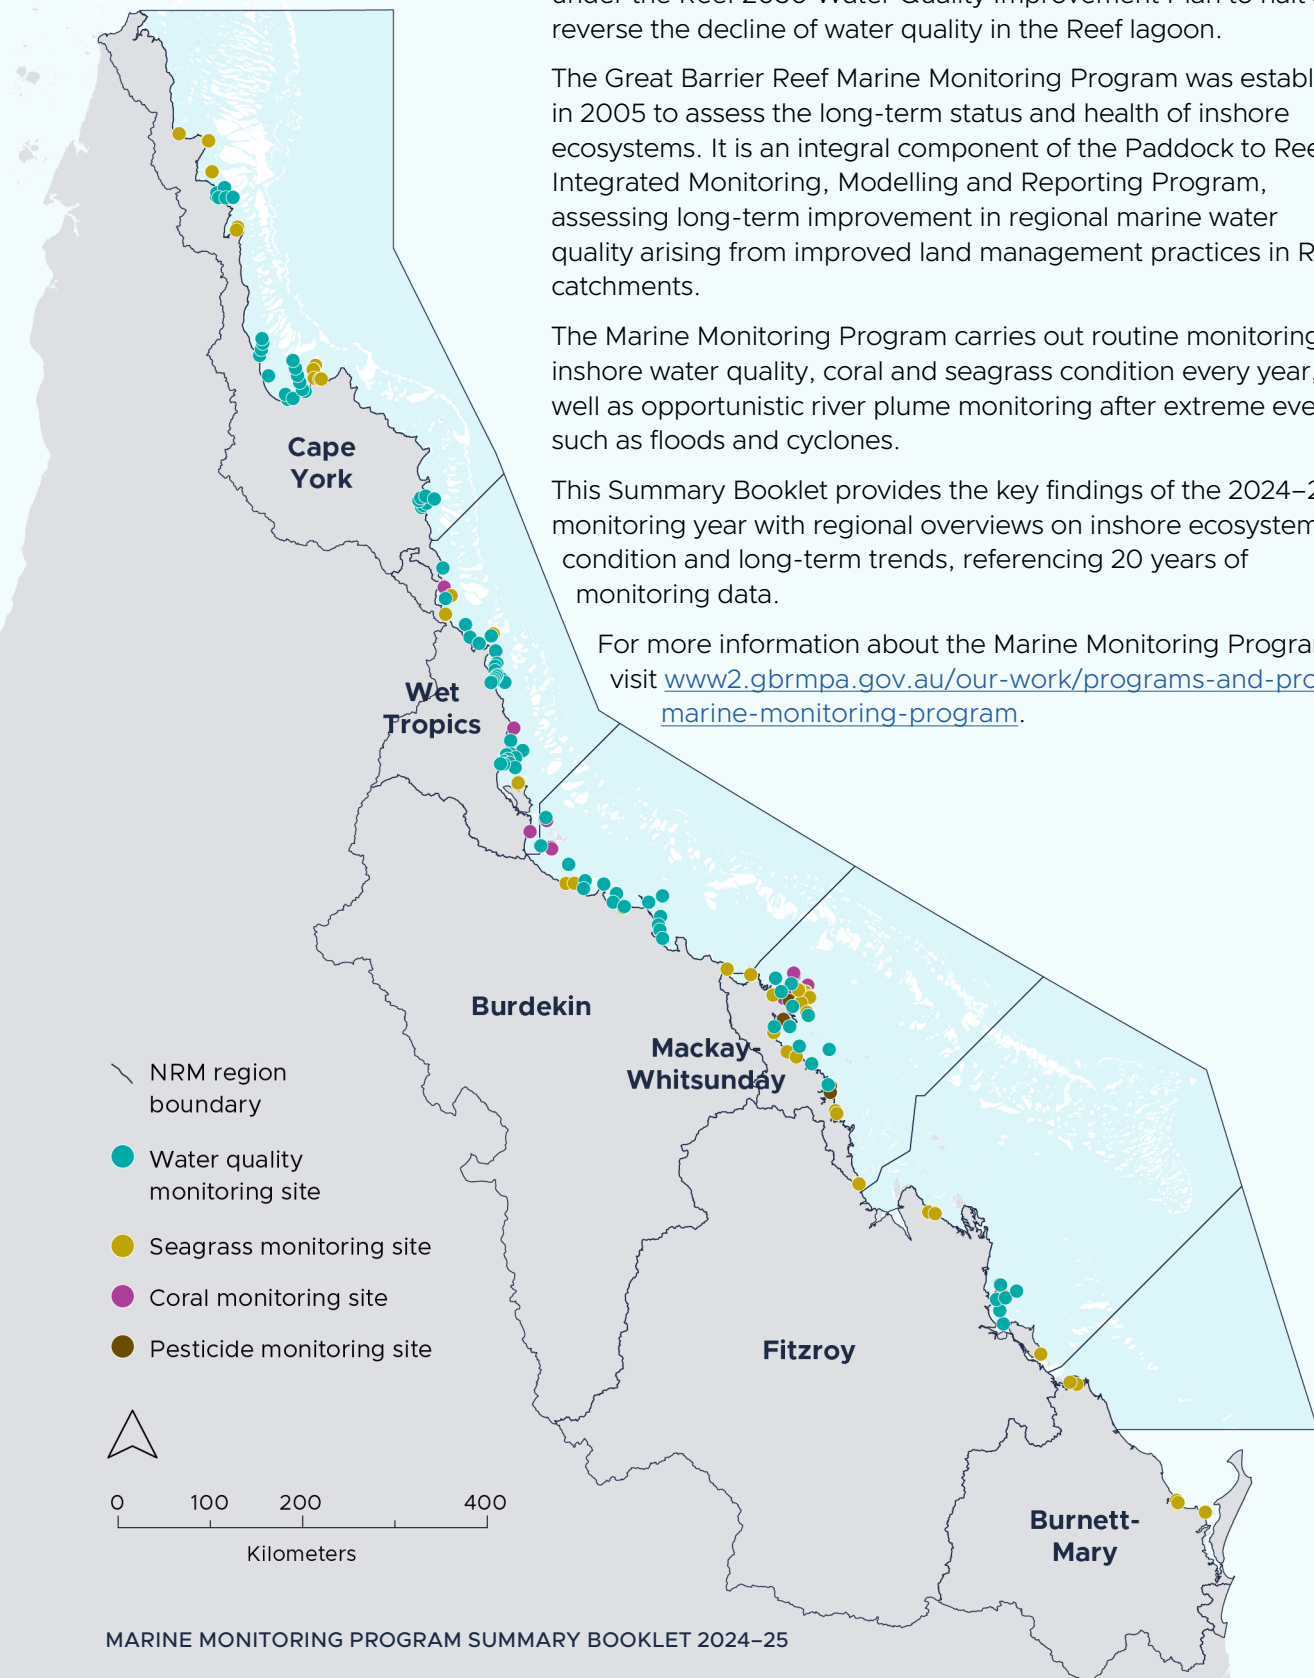 reverse the decline of water quality in the Reef lagoon.
The Great Barrier Reef Marine Monitoring Program was
in 2005 to assess the long-term status and health of inshore
ecosystems. It is an integral component of the Paddock to
Integrated Monitoring, Modelling and Reporting Program,
assessing long-term improvement in regional marine water
quality arising from improved land management practices in
catchments.
The Marine Monitoring Program carries out routine monitoring
inshore water quality, coral and seagrass condition every year,
well as opportunistic river plume monitoring after extreme
such as floods and cyclones.
This Summary Booklet provides the key findings of the
monitoring year with regional overviews on inshore ecosystem
condition and long-term trends, referencing 20 years of
monitoring data.
For more information about the Marine Monitoring
visit www2.gbrmpa.gov.au/our-work/programs-and-pro
marine-monitoring-program.
Cape
York
Wet
Tropics
Burdekin
Mackay-
Whitsunday
Fitzroy
Burnett-
Mary
NRM region
boundary
Water quality
monitoring site
Seagrass monitoring site
Coral monitoring site
Pesticide monitoring site
0 100 200 400
Kilometers
MARINE MONITORING PROGRAM SUMMARY BOOKLET 2024–25